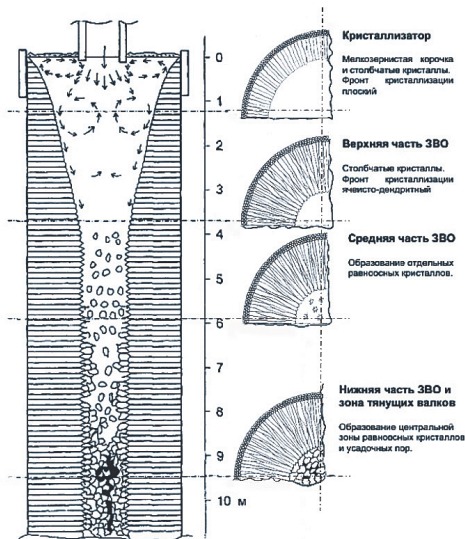 0
Кристаллизатор
Мелкозернистая корочка
и столбчатые кристаллы.
Фронт кристаллизации
плоский
1
Верхняя часть ЗВО
2
Столбчатые кристаллы.
Фронт кристаллизации
ячеисто-дендритный
3
4
Средняя часть ЗВО
5
Образование отдельных
равноосных кристаллов.
6
7
Нижняя часть ЗВО и
зона тянущих валков
8
Образование центральной
зоны равноосных кристаллов
и усадочных пор.
9
10 м